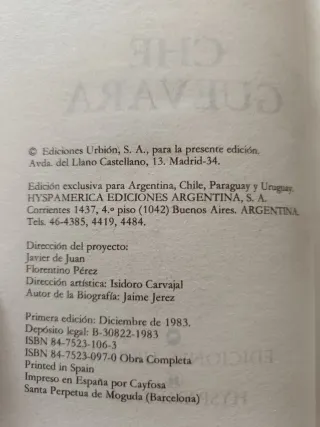 CHE
GUEVARA
© Ediciones Urbión, S. A., para la presente edición.
Avda. del Llano Castellano, 13. Madrid-34.
Edición exclusiva para Argentina, Chile, Paraguay y Uruguay.
HYSPAMERICA EDICIONES ARGENTINA, S. A.
Corrientes 1437, 4.º piso (1042) Buenos Aires. ARGENTINA.
Tels. 46-4385, 4419, 4484.
Dirección del proyecto:
Javier de Juan
Florentino Pérez
Dirección artística: Isidoro Carvajal
Autor de la Biografía: Jaime Jerez
Primera edición: Diciembre de 1983.
Depósito legal: B-30822-1983
ISBN 84-7523-106-3
ISBN 84-7523-097-0 Obra Completa
Printed in Spain
Impreso en España por Cayfosa
Santa Perpetua de Moguda (Barcelona)